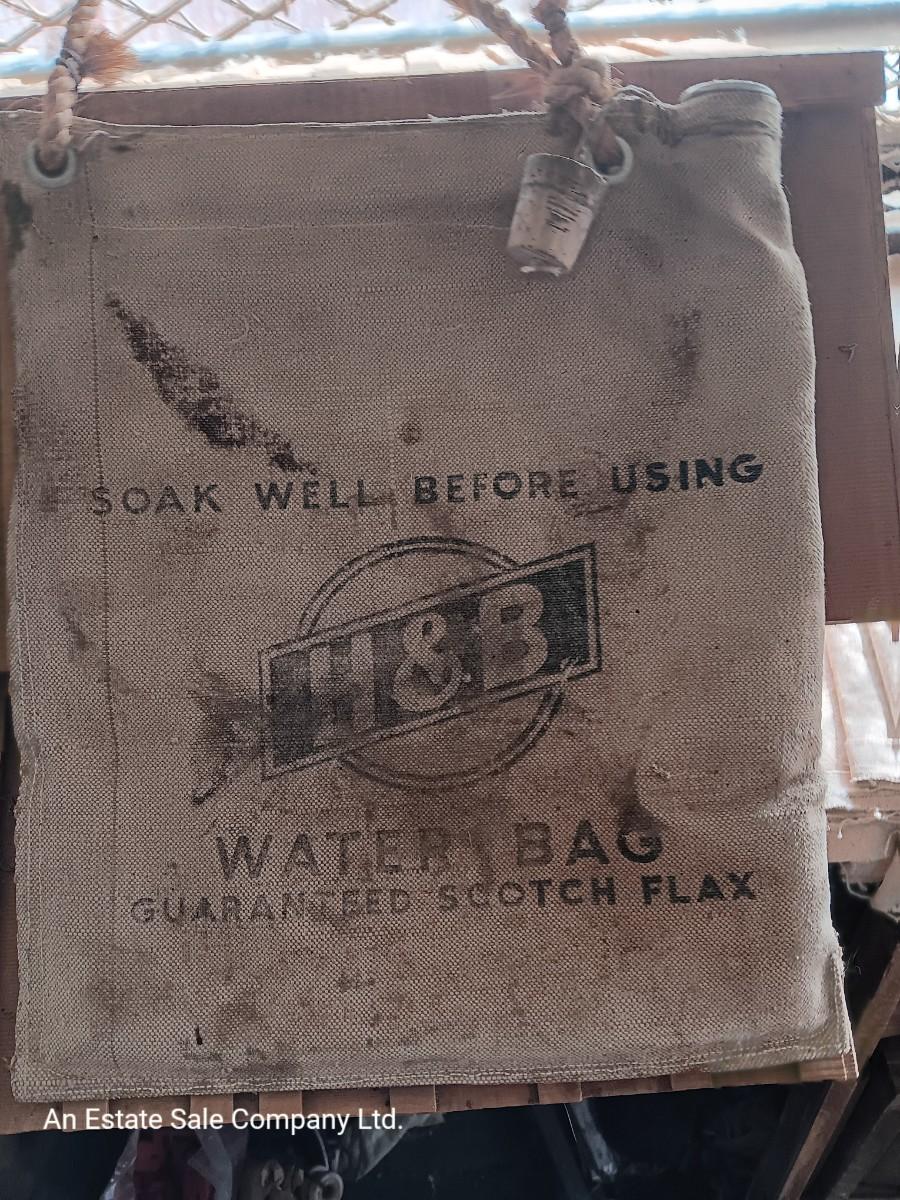 SOAK WELL BEFORE USING
H&B
WATER BAG
GUARANTEED SCOTCH FLAX
An Estate Sale Company Ltd.